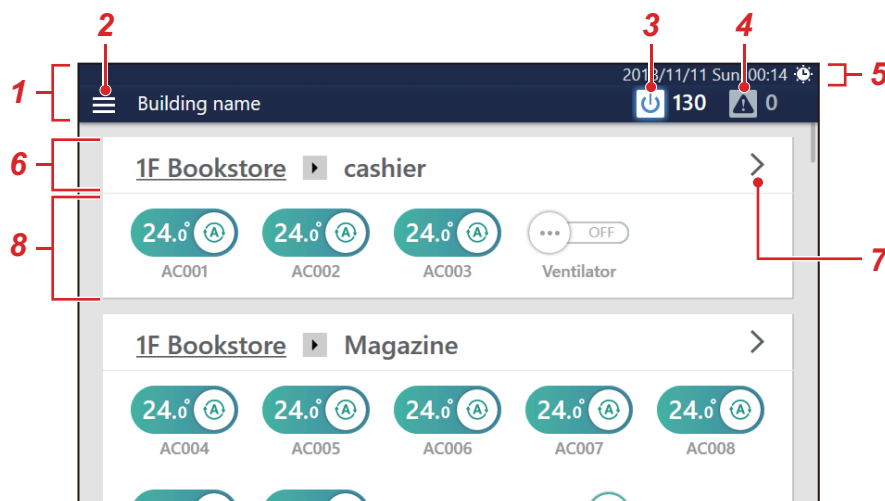 2 3 4
2018/11/11 Sun 00:14 5
1 Building name 130 0
6 1F Bookstore cashier
8 24.0° A 24.0° A 24.0° A OFF 7
AC001 AC002 AC003 Ventilator
1F Bookstore Magazine
24.0° A 24.0° A 24.0° A 24.0° A 24.0° A
AC004 AC005 AC006 AC007 AC008